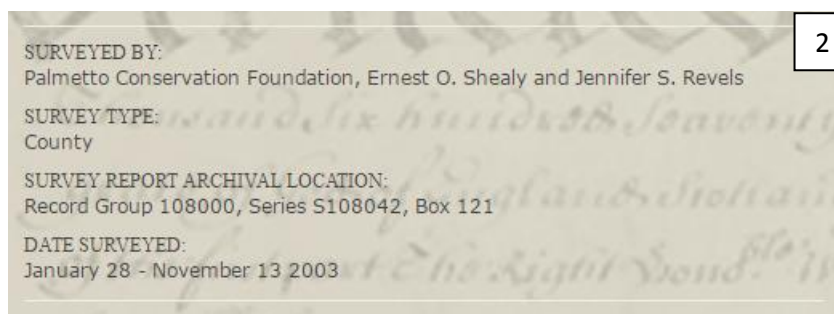 2
SURVEYED BY:
Palmetto Conservation Foundation, Ernest O. Shealy and Jennifer S. Revels
SURVEY TYPE:
County
SURVEY REPORT ARCHIVAL LOCATION:
Record Group 108000, Series S108042, Box 121
DATE SURVEYED:
January 28 - November 13 2003